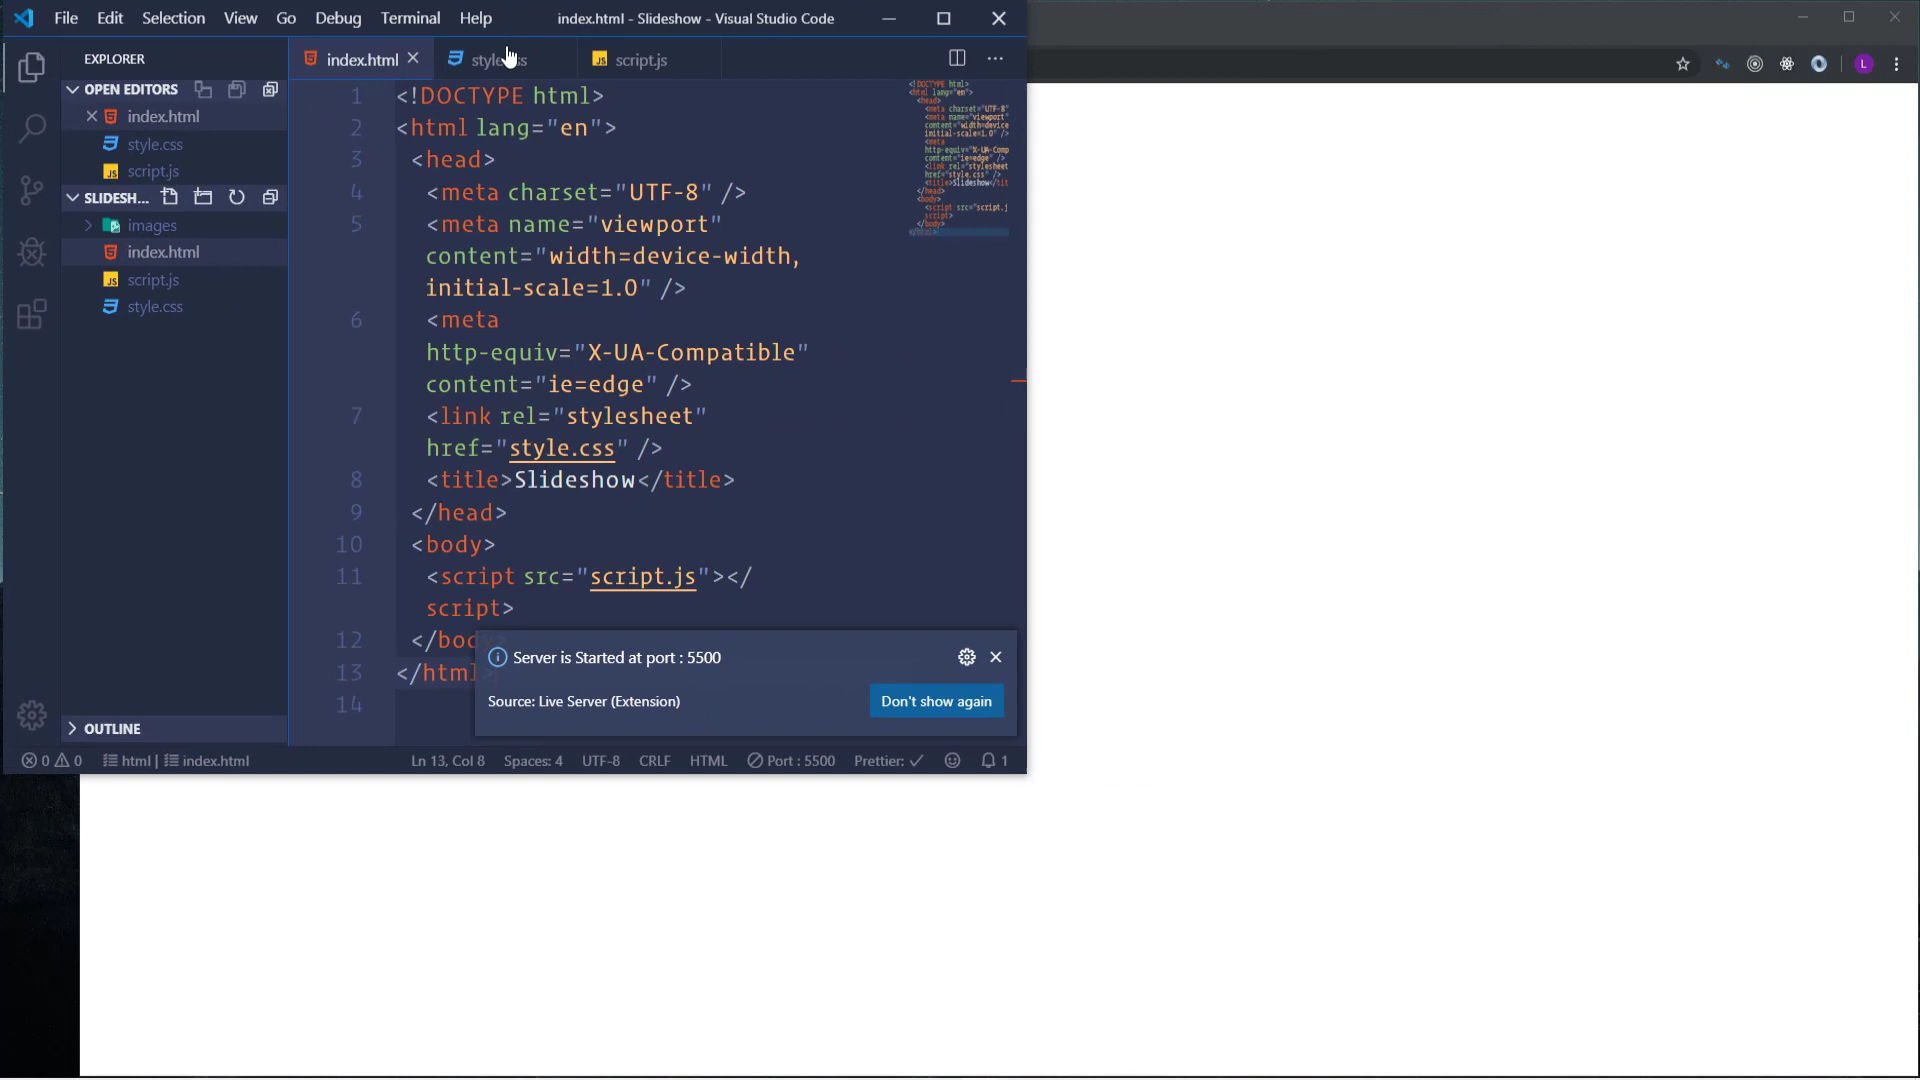 File Edit Selection View Go Debug Terminal Help
index.html - Slideshow - Visual Studio Code
EXPLORER
OPEN EDITORS
index.html
style.css
script.js
SLIDESH...
images
index.html
script.js
style.css
OUTLINE
index.html
script.js
1 <!DOCTYPE html>
2 <html lang="en">
3 <head>
4 <meta charset="UTF-8" />
5 <meta name="viewport"
content="width=device-width,
initial-scale=1.0" />
6 <meta
http-equiv="X-UA-Compatible"
content="ie=edge" />
7 <link rel="stylesheet"
href="style.css" />
8 <title>Slideshow</title>
9 </head>
10 <body>
11 <script src="script.js"></
script>
12 </body>
13 </html
14
Server is Started at port : 5500
Source: Live Server (Extension)
Don't show again
0 0 html | index.html
Ln 13, Col 8 Spaces: 4 UTF-8 CRLF HTML Port : 5500 Prettier: ✓ 1
L